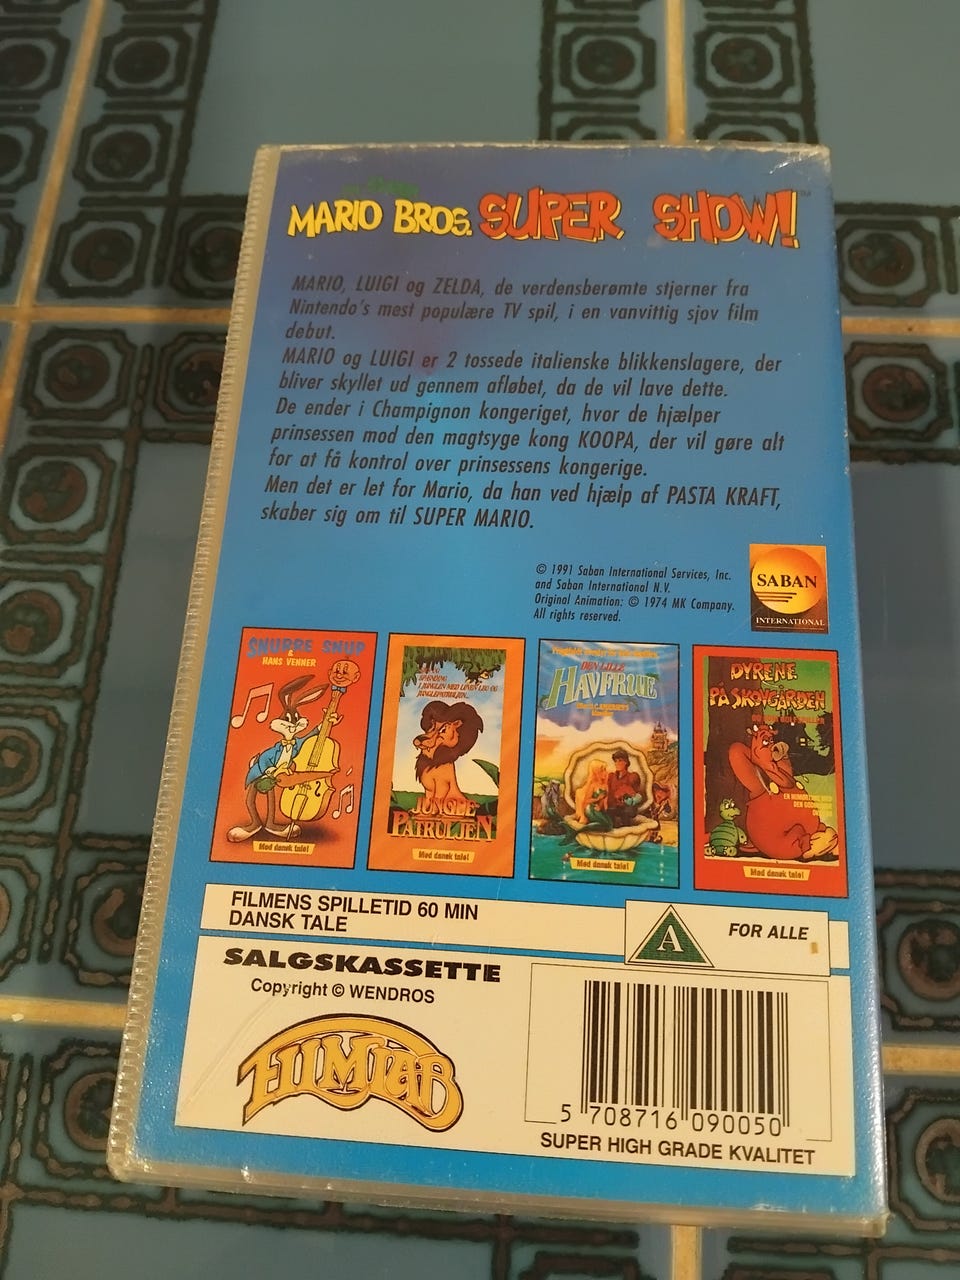 MARIO BROS. SUPER SHOW! TM
MARIO, LUIGI og ZELDA, de verdensberømte stjerner fra
Nintendo's mest populære TV spil, i en vanvittig sjov film
debut.
MARIO og LUIGI er 2 tossede italienske blikkenslagere, der
bliver skyllet ud gennem afløbet, da de vil lave dette.
De ender i Champignon kongeriget, hvor de hjælper
prinsessen mod den magtsyge kong KOOPA, der vil gøre alt
for at få kontrol over prinsessens kongerige.
Men det er let for Mario, da han ved hjælp af PASTA KRAFT,
skaber sig om til SUPER MARIO.
© 1991 Saban International Services, Inc.
and Saban International N.V.
Original Animation: © 1974 MK Company.
All rights reserved.
SABAN
INTERNATIONAL
SNURRE SNUP
&
HANS VENNER
Med dansk tale!
JUNGLE
PATRULJEN
Med dansk tale!
DEN LILLE
HAVFRUE
Med dansk tale!
DYRENE
PÅ SKOVGÅRDEN
Med dansk tale!
FILMENS SPILLETID 60 MIN
DANSK TALE
A
FOR ALLE
SALGSKASSETTE
Copyright © WENDROS
FILMLAB
5 708716 090050
SUPER HIGH GRADE KVALITET